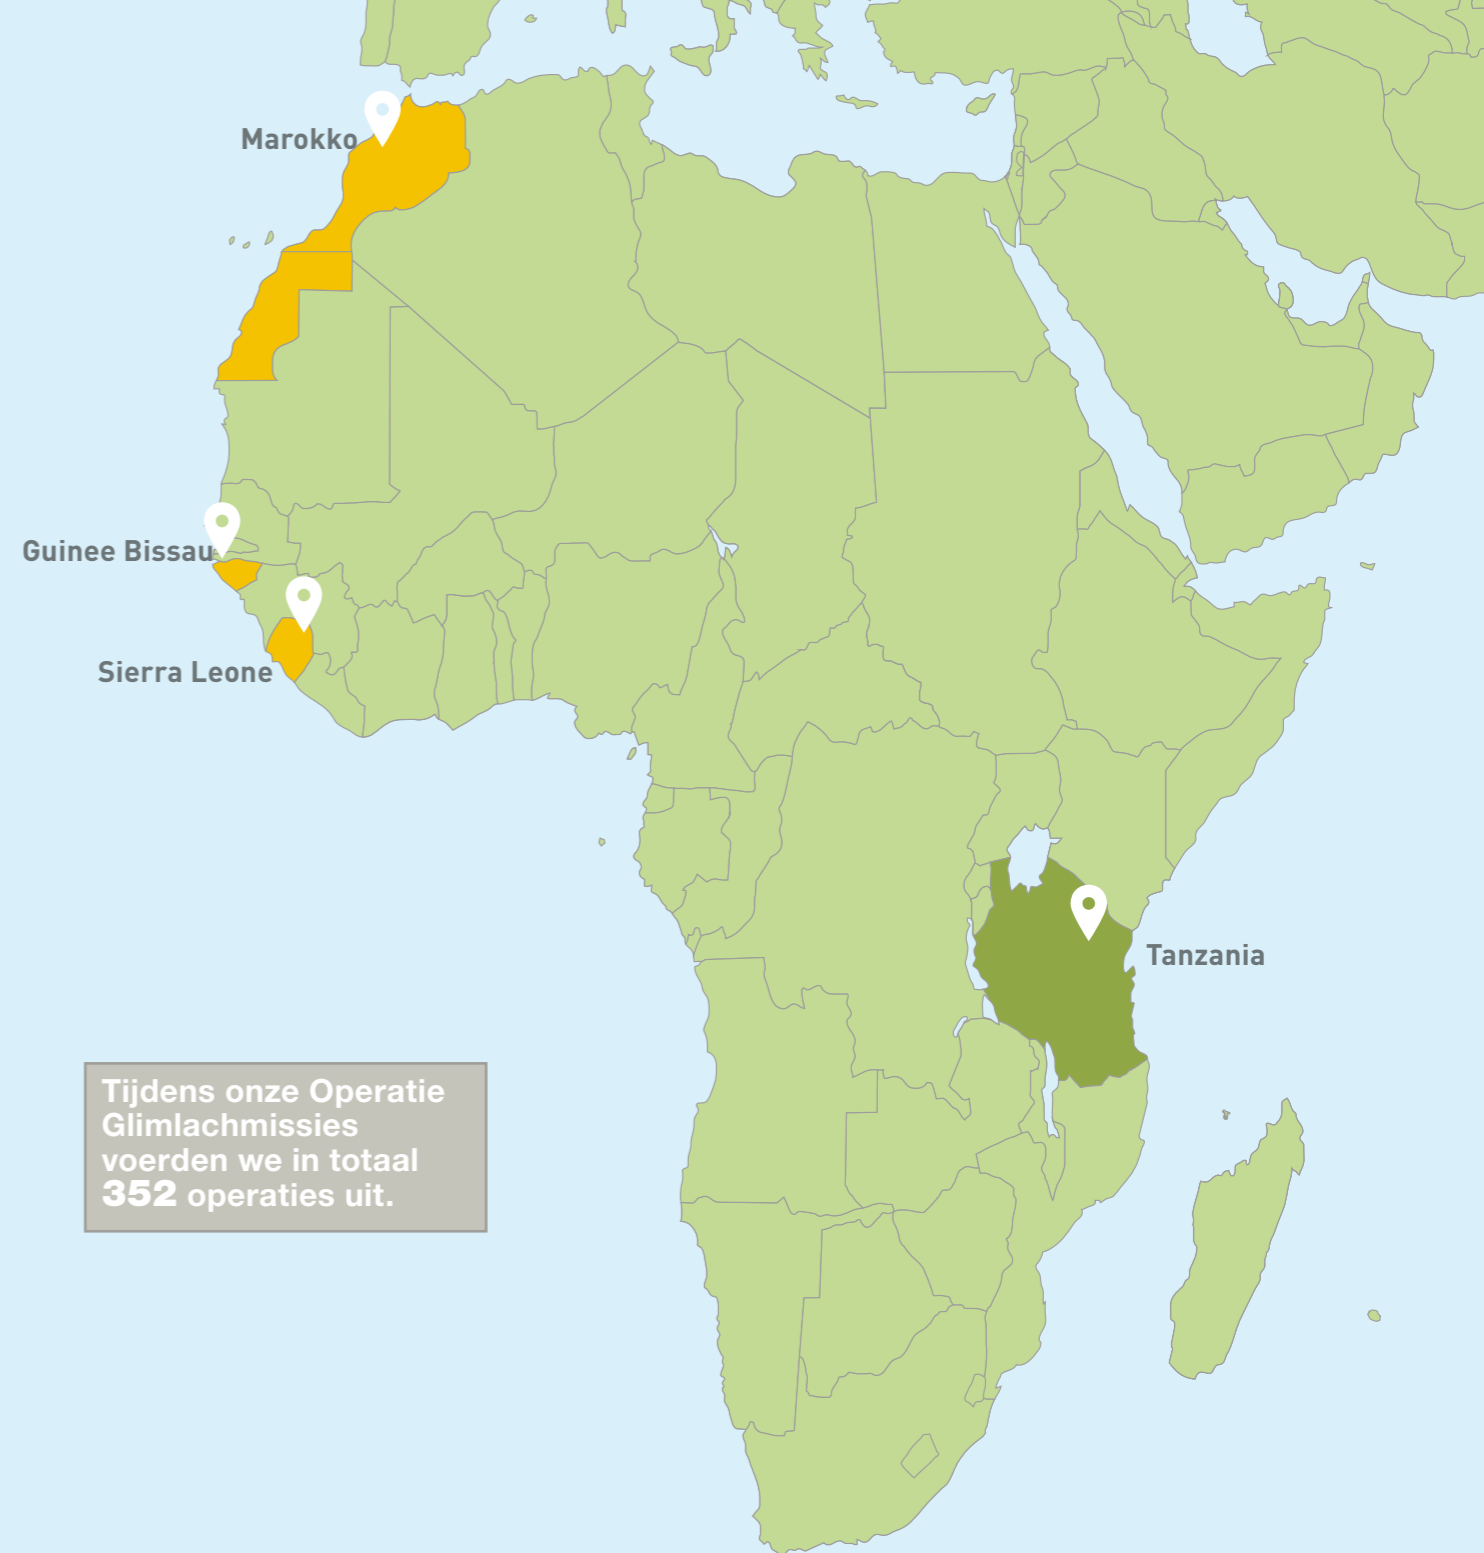 Marokko
Guinee Bissau
Sierra Leone
Tanzania
Tijdens onze Operatie
Glimlachmissies
voerden we in totaal
352 operaties uit.